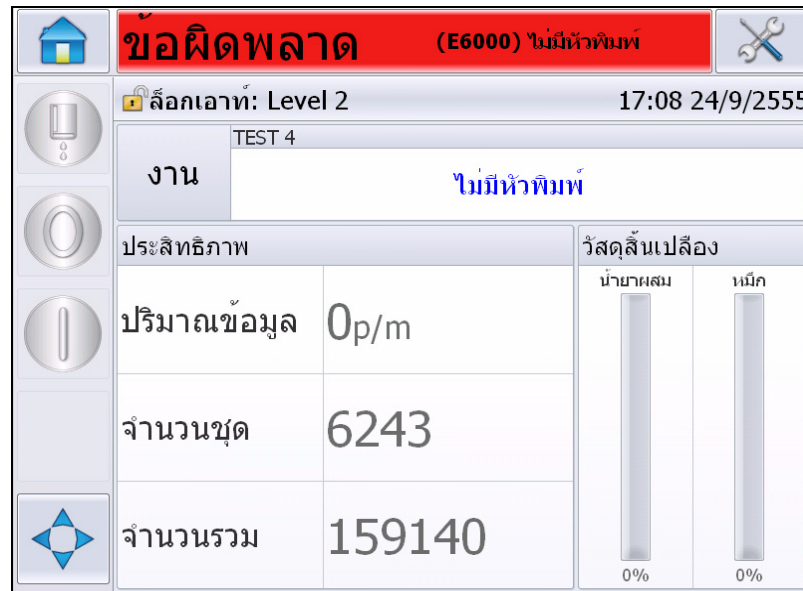 ข้อผิดพลาด (E6000) ไม่มีหัวพิมพ์
ล็อกเอาท์: Level 2 17:08 24/9/2555
TEST 4
งาน ไม่มีหัวพิมพ์
ประสิทธิภาพ วัสดุสิ้นเปลือง
น้ำยาผสม หมึก
ปริมาณข้อมูล 0p/m
จำนวนชุด 6243
จำนวนรวม 159140
0% 0%